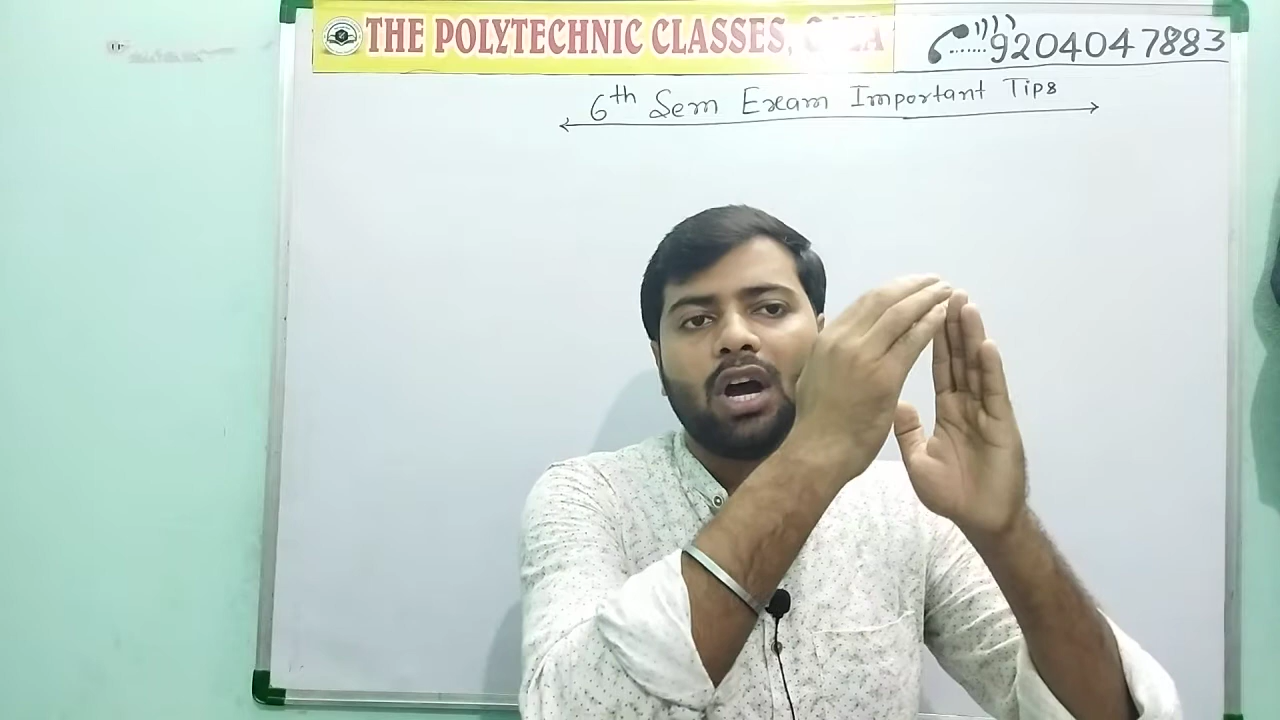 THE POLYTECHNIC CLASSES,
9204047883
6th Sem Exam Important Tips